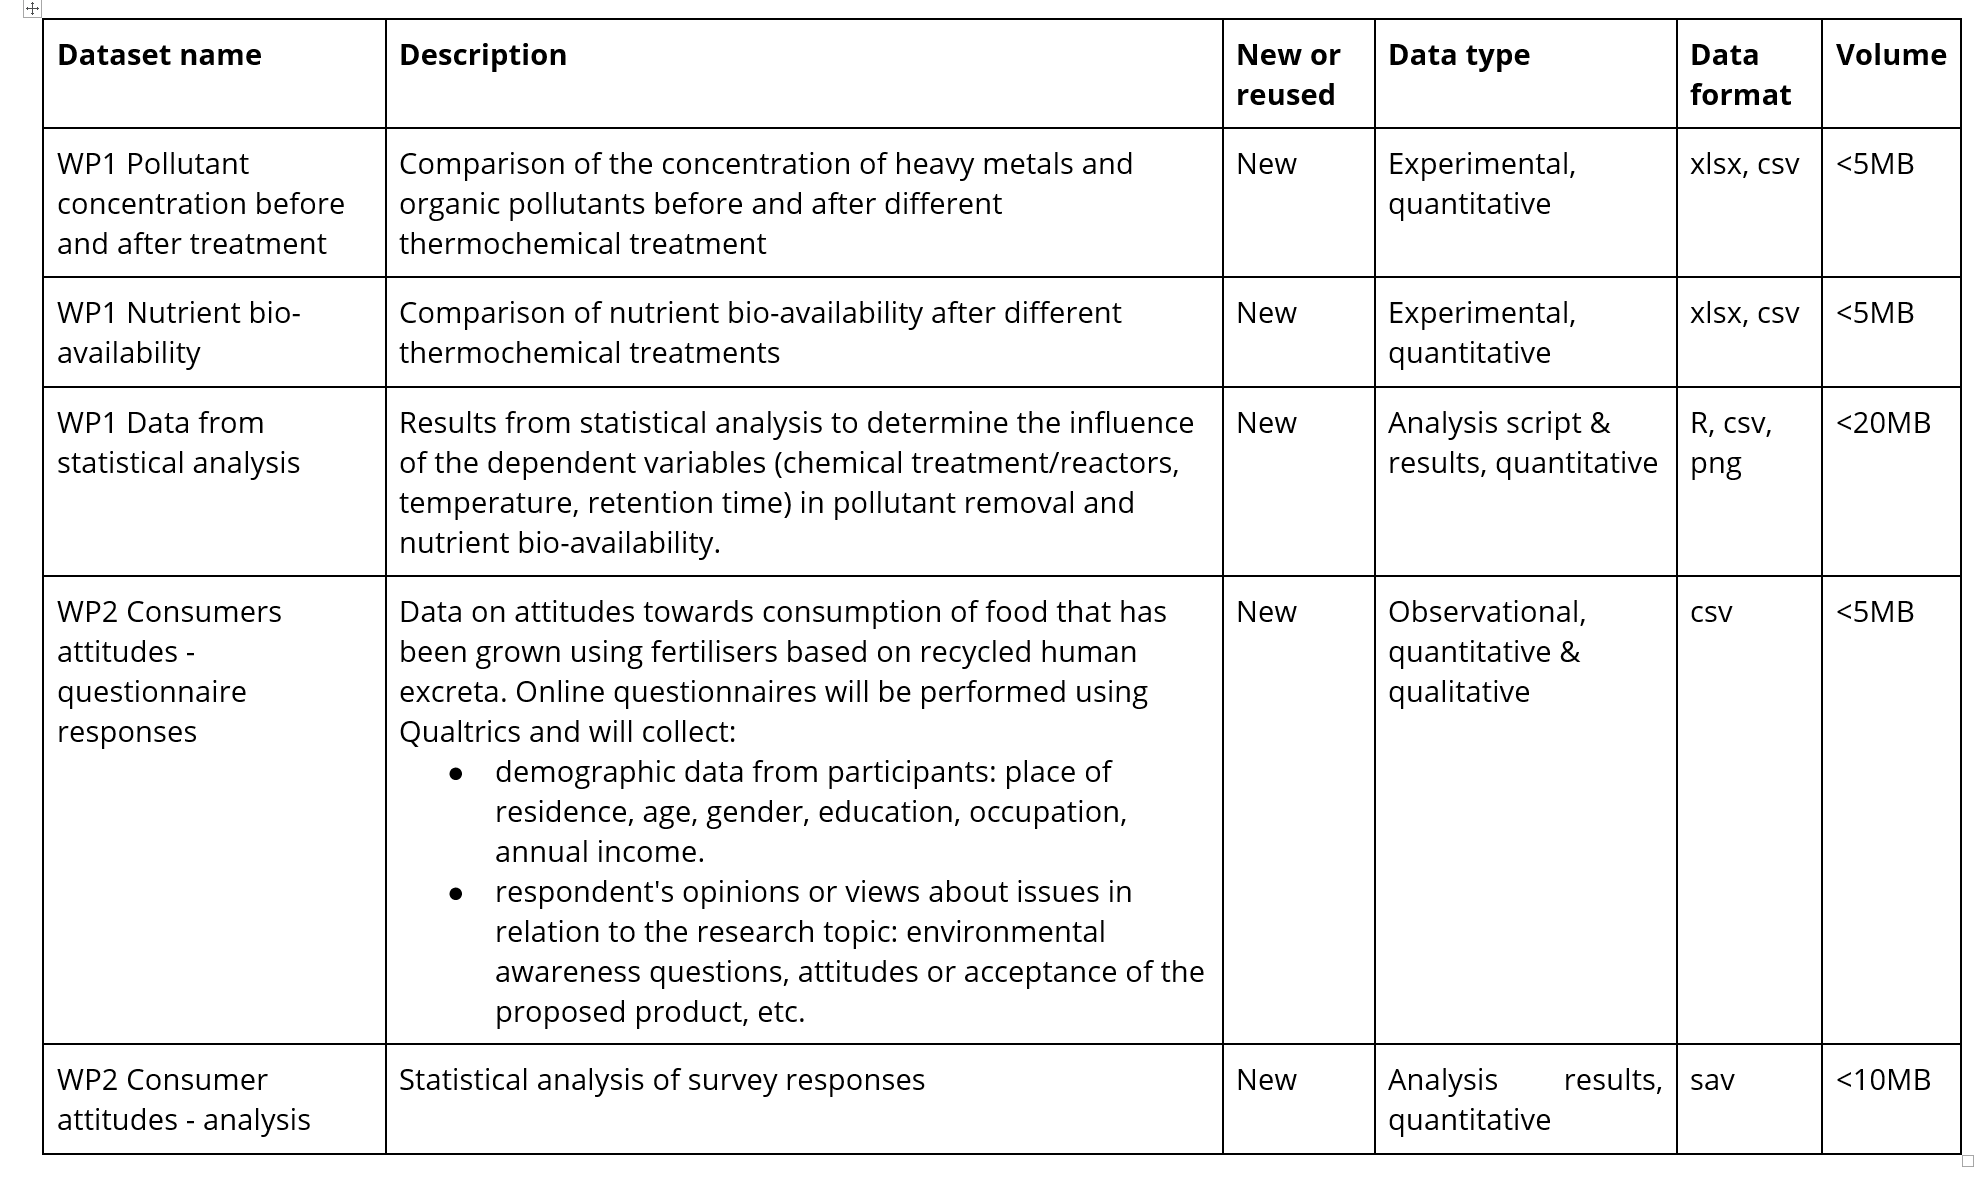 Dataset name
Description
New or
reused
Data type
Data
format
Volume
WP1 Pollutant
concentration before
and after treatment
Comparison of the concentration of heavy metals and
organic pollutants before and after different
thermochemical treatment
New
Experimental,
quantitative
xlsx, csv
<5MB
WP1 Nutrient bio-
availability
Comparison of nutrient bio-availability after different
thermochemical treatments
New
Experimental,
quantitative
xlsx, csv
<5MB
WP1 Data from
statistical analysis
Results from statistical analysis to determine the influence
of the dependent variables (chemical treatment/reactors,
temperature, retention time) in pollutant removal and
nutrient bio-availability.
New
Analysis script &
results, quantitative
R, csv,
png
<20MB
WP2 Consumers
attitudes -
questionnaire
responses
Data on attitudes towards consumption of food that has
been grown using fertilisers based on recycled human
excreta. Online questionnaires will be performed using
Qualtrics and will collect:
● demographic data from participants: place of
residence, age, gender, education, occupation,
annual income.
● respondent's opinions or views about issues in
relation to the research topic: environmental
awareness questions, attitudes or acceptance of the
proposed product, etc.
New
Observational,
quantitative &
qualitative
csv
<5MB
WP2 Consumer
attitudes - analysis
Statistical analysis of survey responses
New
Analysis results,
quantitative
sav
<10MB